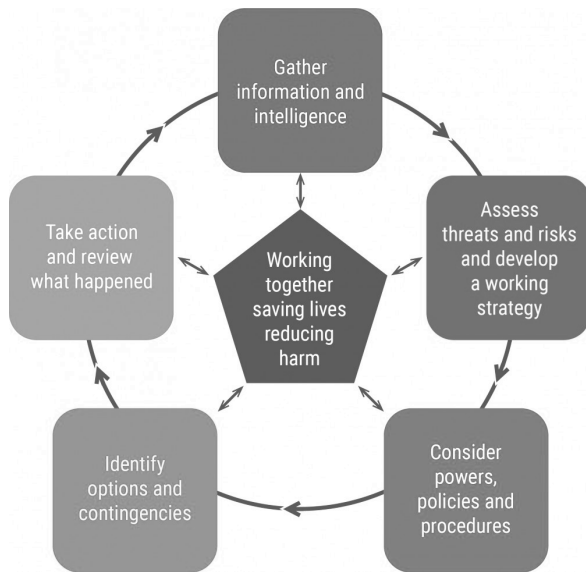 Gather
information and
intelligence
Assess
threats and risks
and develop
a working
strategy
Consider
powers,
policies and
procedures
Identify
options and
contingencies
Take action
and review
what happened
Working
together
saving lives
reducing
harm